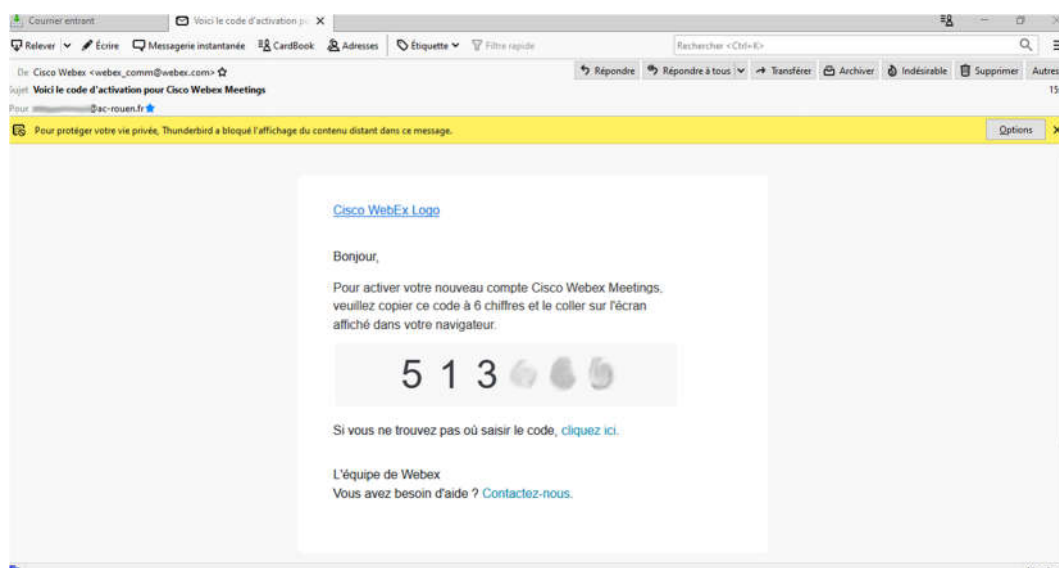 Courrier entrant
Voici le code d'activation p
Relever
Écrire
Messagerie instantanée
CardBook
Adresses
Étiquette
Filtre rapide
Rechercher <Ctrl+K>
De Cisco Webex <webex_comm@webex.com>
Répondre
Répondre à tous
Transférer
Archiver
Indésirable
Supprimer
Autres
Sujet Voici le code d'activation pour Cisco Webex Meetings
15
Pour @ac-rouen.fr
Pour protéger votre vie privée, Thunderbird a bloqué l'affichage du contenu distant dans ce message.
Options
Cisco WebEx Logo
Bonjour,
Pour activer votre nouveau compte Cisco Webex Meetings,
veuillez copier ce code à 6 chiffres et le coller sur l'écran
affiché dans votre navigateur.
5 1 3
Si vous ne trouvez pas où saisir le code, cliquez ici.
L'équipe de Webex
Vous avez besoin d'aide ? Contactez-nous.